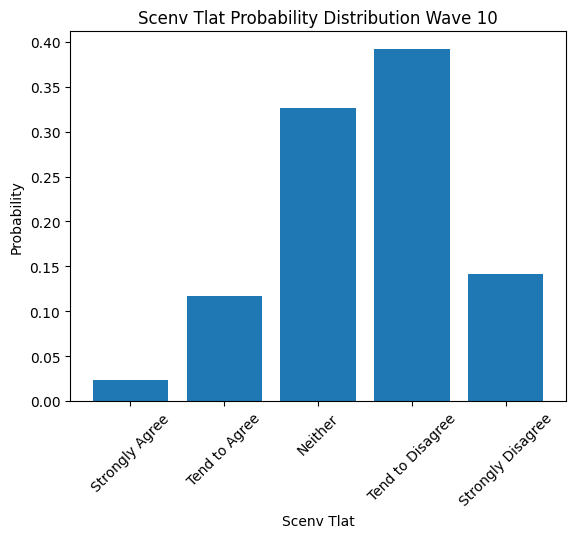 Scenv Tlat Probability Distribution Wave 10
Probability
0.40
0.35
0.30
0.25
0.20
0.15
0.10
0.05
0.00
Strongly Agree
Tend to Agree
Neither
Tend to Disagree
Strongly Disagree
Scenv Tlat